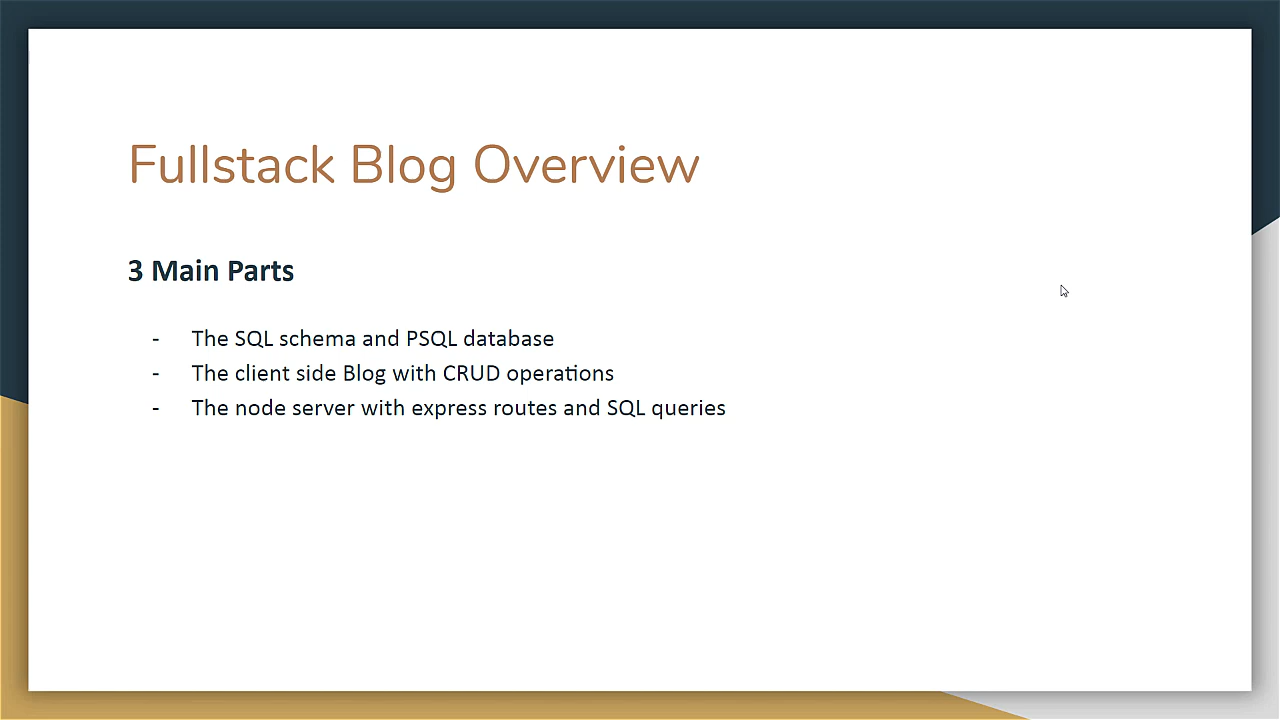 Fullstack Blog Overview
3 Main Parts
- The SQL schema and PSQL database
- The client side Blog with CRUD operations
- The node server with express routes and SQL queries